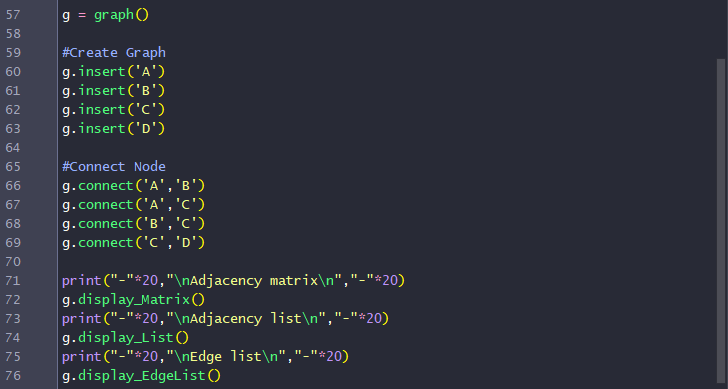 57 g = graph()
58
59 #Create Graph
60 g.insert('A')
61 g.insert('B')
62 g.insert('C')
63 g.insert('D')
64
65 #Connect Node
66 g.connect('A','B')
67 g.connect('A','C')
68 g.connect('B','C')
69 g.connect('C','D')
70
71 print("-"*20,"\nAdjacency matrix\n","-"*20)
72 g.display_Matrix()
73 print("-"*20,"\nAdjacency list\n","-"*20)
74 g.display_List()
75 print("-"*20,"\nEdge list\n","-"*20)
76 g.display_EdgeList()